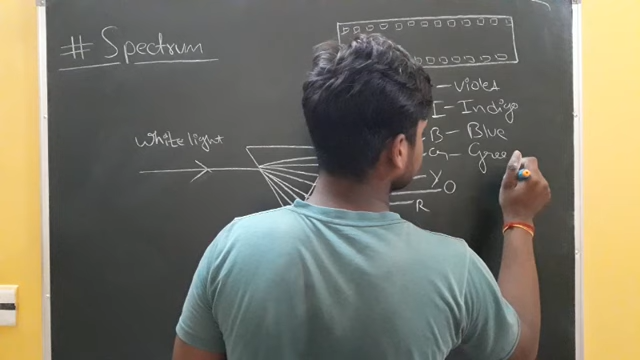 # Spectrum
White light
- Violet
I - Indigo
B - Blue
G - Gree
Y
O
R